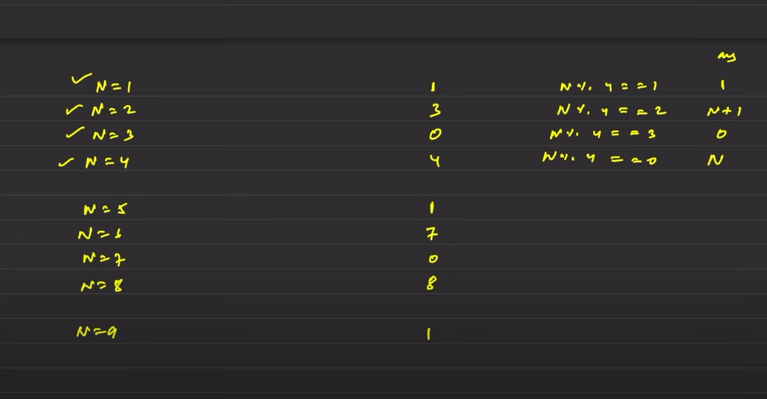 ans
✓ N=1 1 N%4==1 1
✓ N=2 3 N%4==2 N+1
✓ N=3 0 N%4==3 0
✓ N=4 4 N%4==0 N
N=5 1
N=6 7
N=7 0
N=8 8
N=9 1